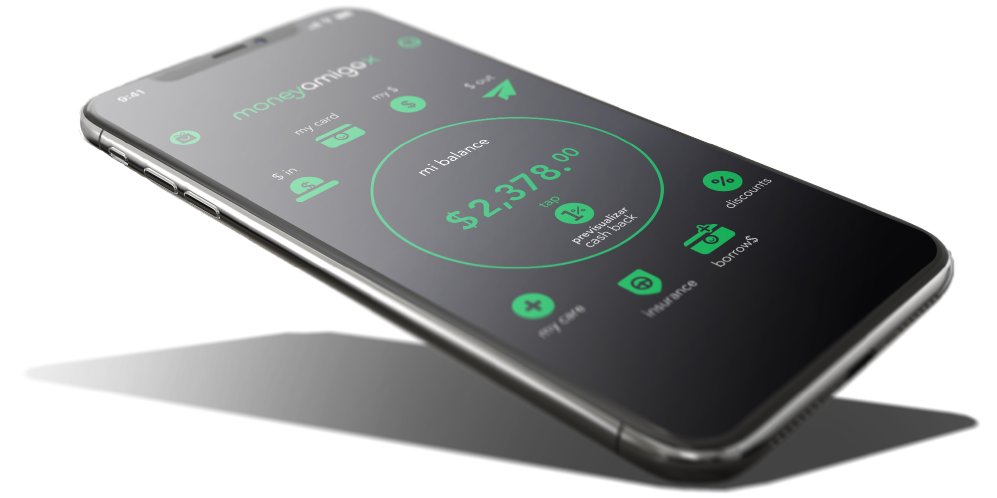 9:41
moneyamigox
my $
$ out
my card
$ in
mi balance
$2,378.00
tap
1%
previsualizar
cash back
%
discounts
borrow$
insurance
my care